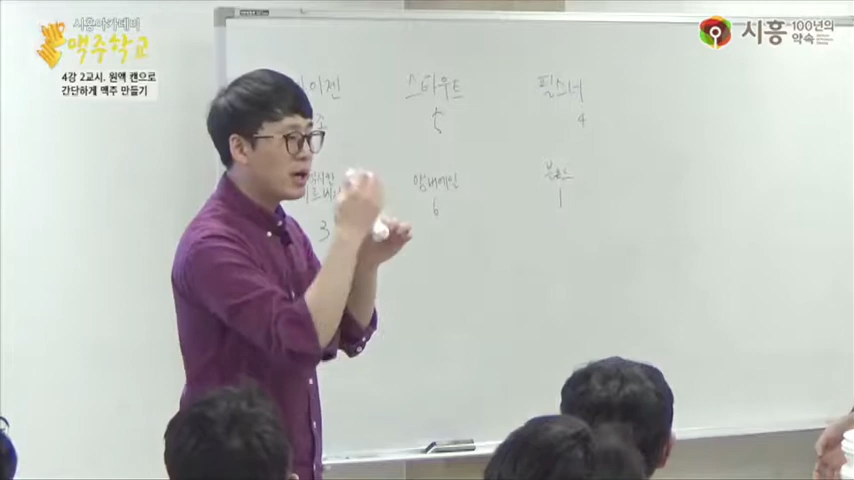 시흥아카데미
맥주학교
4강 2교시. 원액 캔으로
간단하게 맥주 만들기
시흥
100년의
약속
스타우트
필스너
5
4
앰버에일
블론드
6
1
3